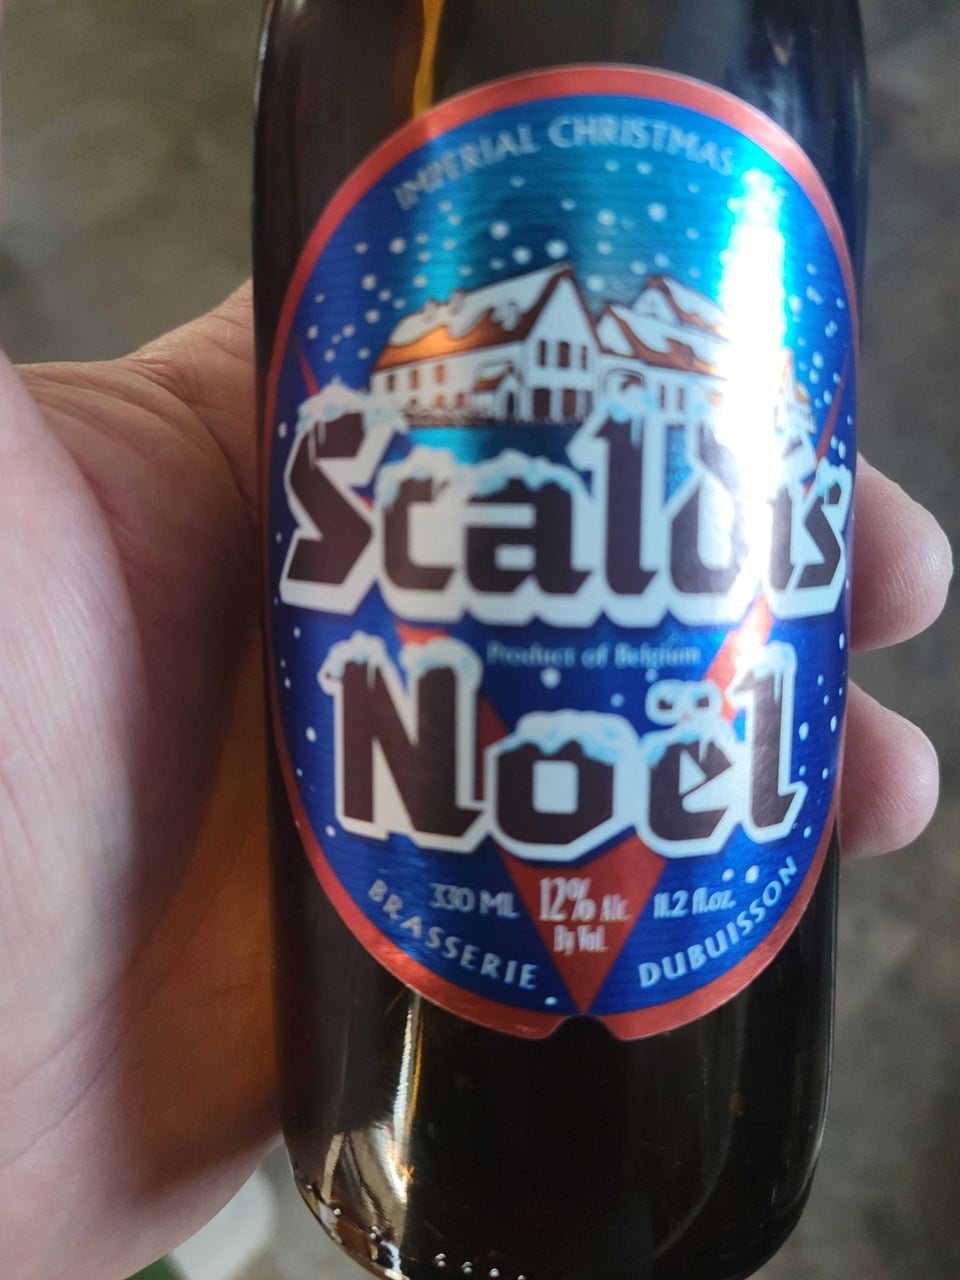 IMPERIAL CHRISTMAS
Scaldis
Product of Belgium
Noël
330 ML 12% Alc. 11.2 fl.oz.
By Vol.
BRASSERIE DUBUISSON